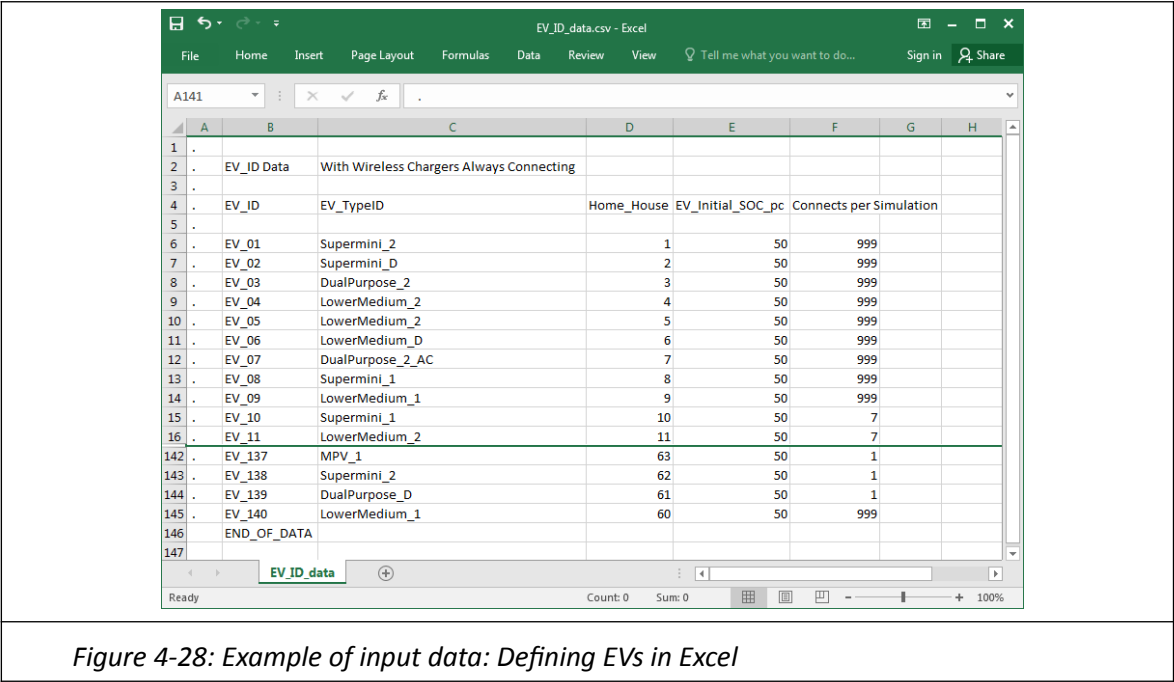 EV_ID_data.csv - Excel
File Home Insert Page Layout Formulas Data Review View Tell me what you want to do... Sign in Share
A141 fx .
A B C D E F G H
1 .
2 . EV_ID Data With Wireless Chargers Always Connecting
3 .
4 . EV_ID EV_TypeID Home_House EV_Initial_SOC_pc Connects per Simulation
5 .
6 . EV_01 Supermini_2 1 50 999
7 . EV_02 Supermini_D 2 50 999
8 . EV_03 DualPurpose_2 3 50 999
9 . EV_04 LowerMedium_2 4 50 999
10 . EV_05 LowerMedium_2 5 50 999
11 . EV_06 LowerMedium_D 6 50 999
12 . EV_07 DualPurpose_2_AC 7 50 999
13 . EV_08 Supermini_1 8 50 999
14 . EV_09 LowerMedium_1 9 50 999
15 . EV_10 Supermini_1 10 50 7
16 . EV_11 LowerMedium_2 11 50 7
142 . EV_137 MPV_1 63 50 1
143 . EV_138 Supermini_2 62 50 1
144 . EV_139 DualPurpose_D 61 50 1
145 . EV_140 LowerMedium_1 60 50 999
146 END_OF_DATA
147
EV_ID_data
Ready Count: 0 Sum: 0 - + 100%
Figure 4-28: Example of input data: Defining EVs in Excel